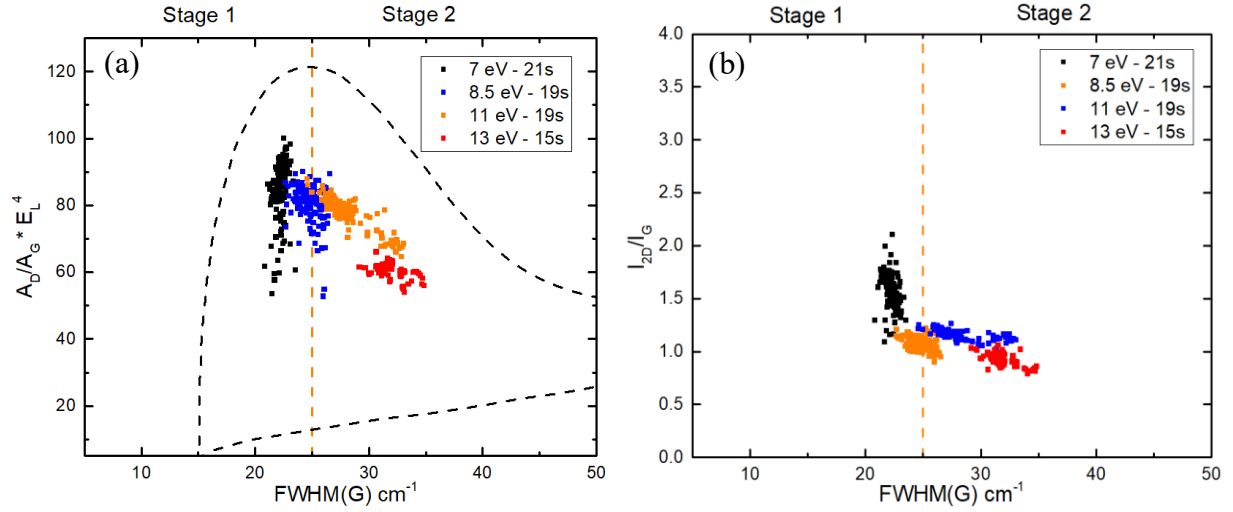 Stage 1 Stage 2
(a)
7 eV - 21s
8.5 eV - 19s
11 eV - 19s
13 eV - 15s
120
100
80
60
40
20
A_D/A_G * E_L^4
10 20 30 40 50
FWHM(G) cm^-1
Stage 1 Stage 2
(b)
7 eV - 21s
8.5 eV - 19s
11 eV - 19s
13 eV - 15s
4.0
3.5
3.0
2.5
2.0
1.5
1.0
0.5
0.0
I_2D/I_G
10 20 30 40 50
FWHM(G) cm^-1